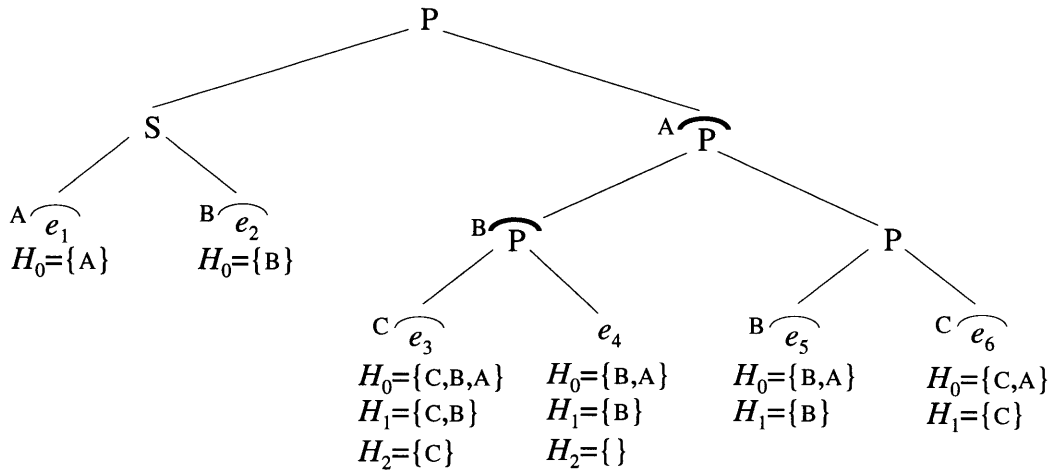 P
S
A P
A e₁
B e₂
B P
P
H₀={A}
H₀={B}
C e₃
e₄
B e₅
C e₆
H₀={C,B,A}
H₀={B,A}
H₀={B,A}
H₀={C,A}
H₁={C,B}
H₁={B}
H₁={B}
H₁={C}
H₂={C}
H₂={}